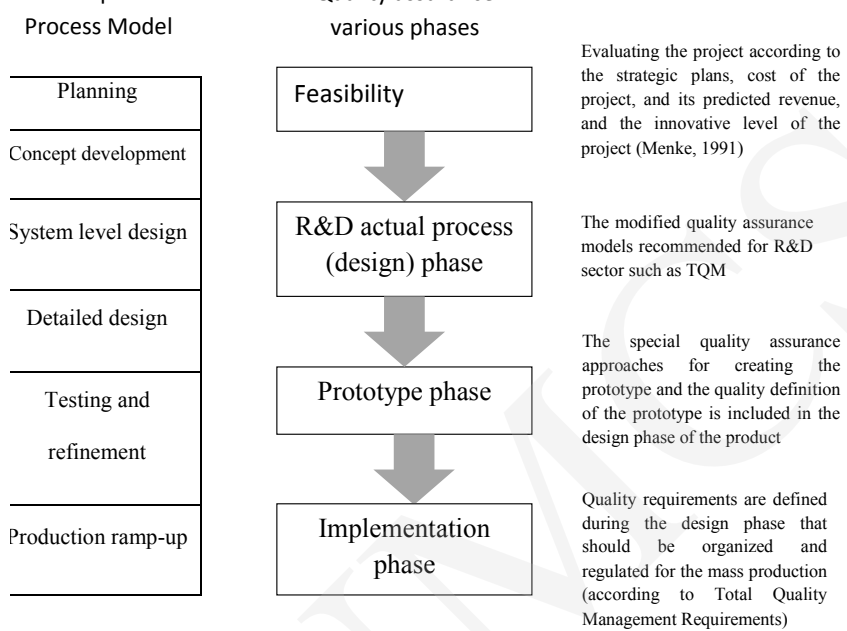 Process Model
various phases
Planning
Concept development
System level design
Detailed design
Testing and
refinement
Production ramp-up
Feasibility
R&D actual process
(design) phase
Prototype phase
Implementation
phase
Evaluating the project according to
the strategic plans, cost of the
project, and its predicted revenue,
and the innovative level of the
project (Menke, 1991)
The modified quality assurance
models recommended for R&D
sector such as TQM
The special quality assurance
approaches for creating the
prototype and the quality definition
of the prototype is included in the
design phase of the product
Quality requirements are defined
during the design phase that
should be organized and
regulated for the mass production
(according to Total Quality
Management Requirements)